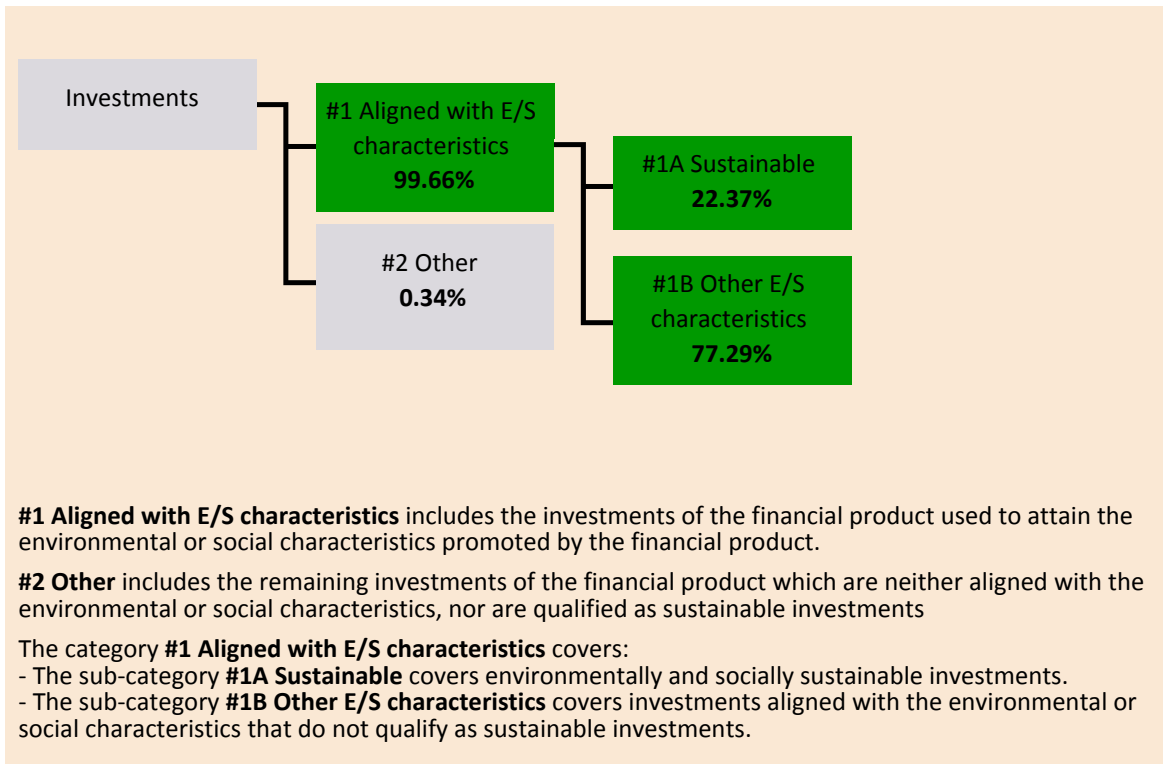 Investments
#1 Aligned with E/S
characteristics
99.66%
#2 Other
0.34%
#1A Sustainable
22.37%
#1B Other E/S
characteristics
77.29%
#1 Aligned with E/S characteristics includes the investments of the financial product used to attain the
environmental or social characteristics promoted by the financial product.
#2 Other includes the remaining investments of the financial product which are neither aligned with the
environmental or social characteristics, nor are qualified as sustainable investments
The category #1 Aligned with E/S characteristics covers:
- The sub-category #1A Sustainable covers environmentally and socially sustainable investments.
- The sub-category #1B Other E/S characteristics covers investments aligned with the environmental or
social characteristics that do not qualify as sustainable investments.